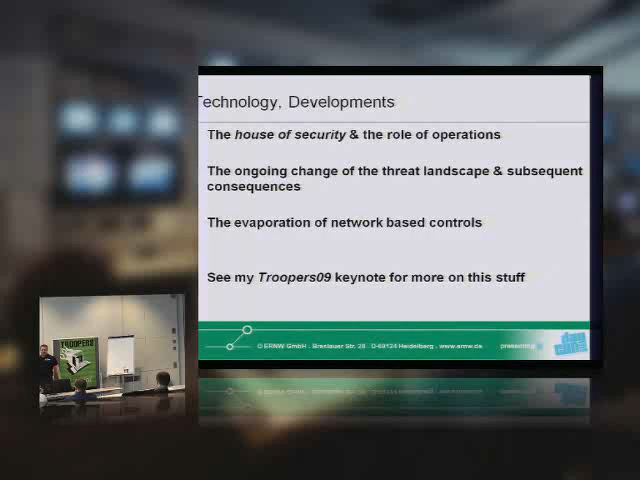 Technology, Developments
The house of security & the role of operations
The ongoing change of the threat landscape & subsequent
consequences
The evaporation of network based controls
See my Troopers09 keynote for more on this stuff
© ERNW GmbH . Breslauer Str. 28 . D-69124 Heidelberg . www.ernw.de
TROOPERS